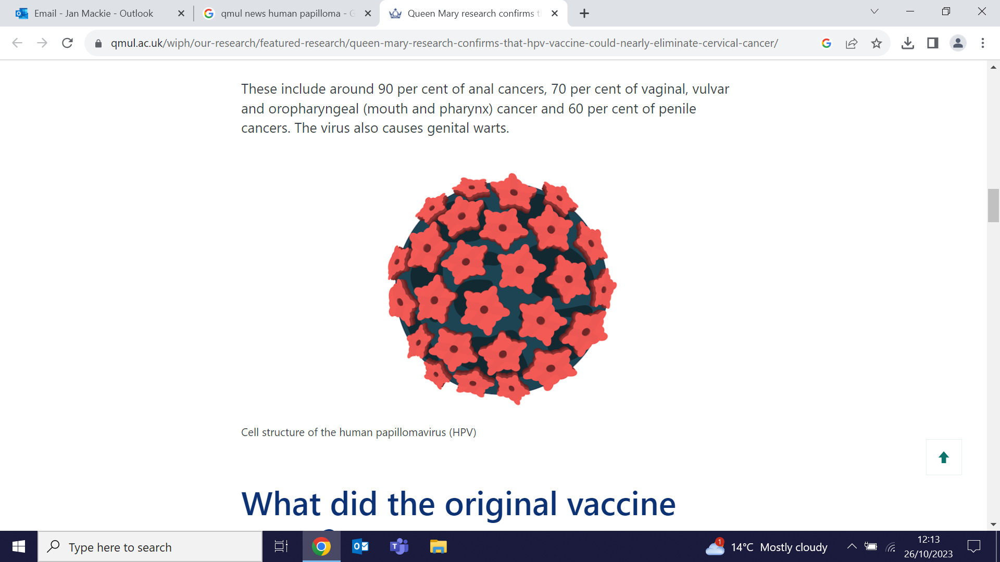 Email - Jan Mackie - Outlook
qmul news human papilloma - G
Queen Mary research confirms th
qmul.ac.uk/wiph/our-research/featured-research/queen-mary-research-confirms-that-hpv-vaccine-could-nearly-eliminate-cervical-cancer/
These include around 90 per cent of anal cancers, 70 per cent of vaginal, vulvar
and oropharyngeal (mouth and pharynx) cancer and 60 per cent of penile
cancers. The virus also causes genital warts.
Cell structure of the human papillomavirus (HPV)
What did the original vaccine
Type here to search
1
14°C Mostly cloudy
12:13
26/10/2023